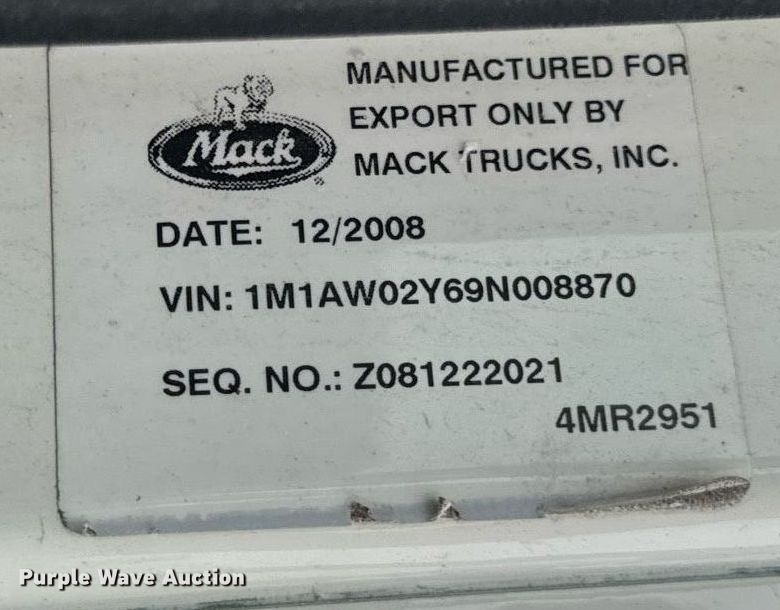 MANUFACTURED FOR
EXPORT ONLY BY
Mack
MACK TRUCKS, INC.
DATE: 12/2008
VIN: 1M1AW02Y69N008870
SEQ. NO.: Z081222021
4MR2951
Purple Wave Auction